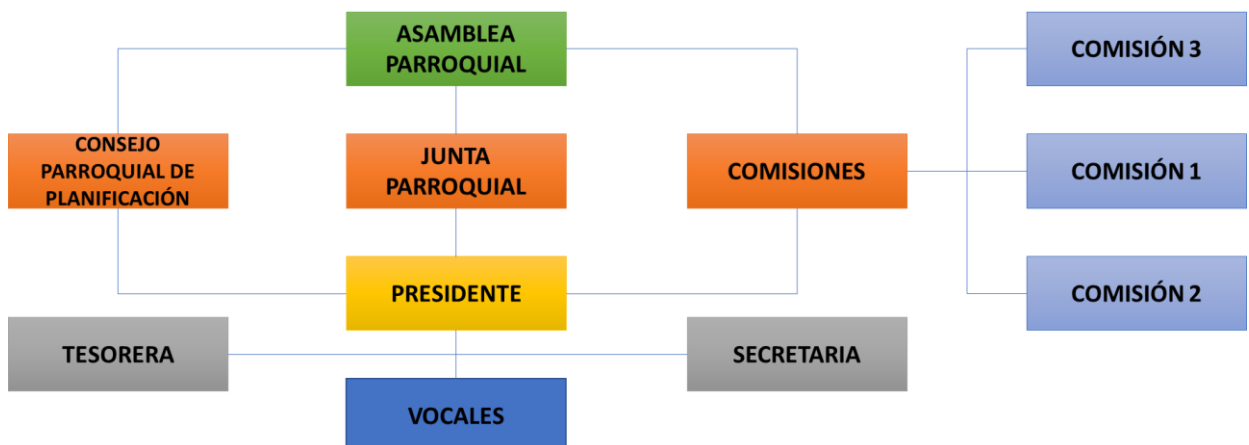 ASAMBLEA
PARROQUIAL
COMISIÓN 3
CONSEJO
PARROQUIAL DE
PLANIFICACIÓN
JUNTA
PARROQUIAL
COMISIONES
COMISIÓN 1
PRESIDENTE
COMISIÓN 2
TESORERA
SECRETARIA
VOCALES